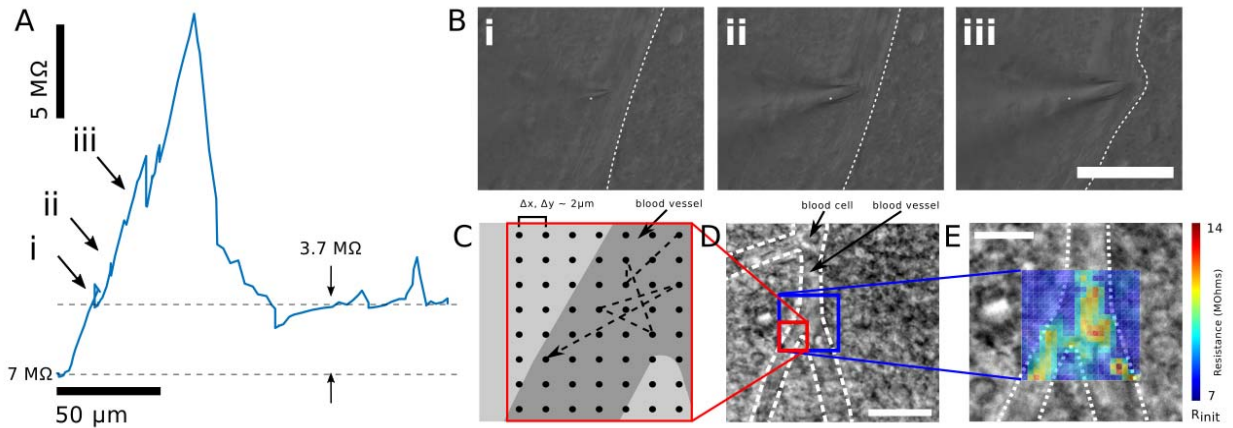 A
5 MΩ
iii
ii
i
3.7 MΩ
7 MΩ
50 µm
B
i
ii
iii
Δx, Δy ~ 2µm
blood vessel
C
blood cell
blood vessel
D
E
14
Resistance (MOhms)
7
Rinit